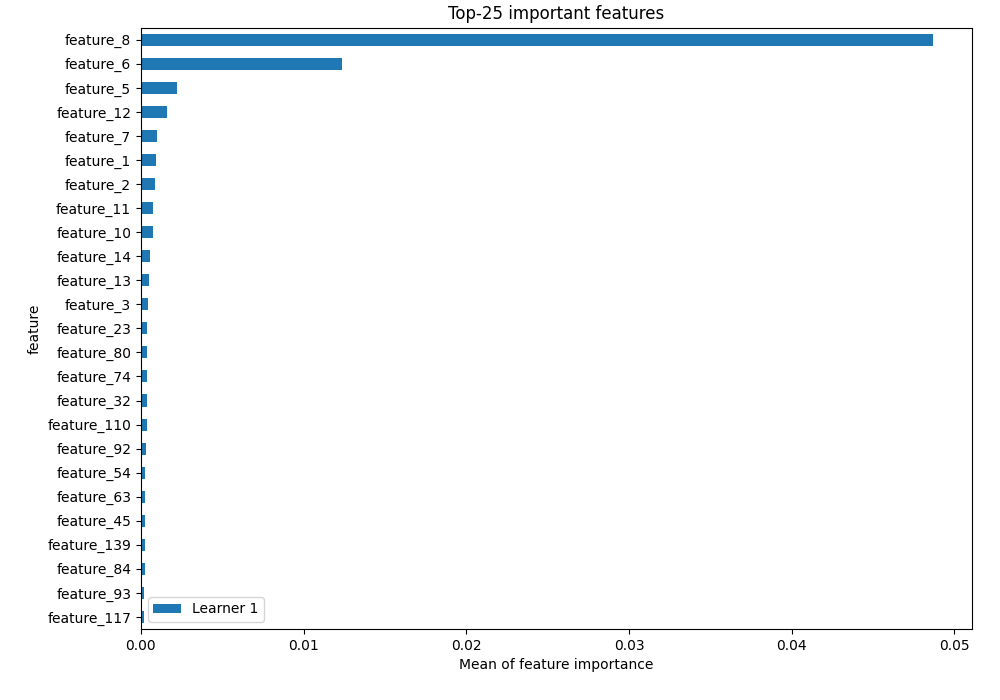 Top-25 important features
feature_8
feature_6
feature_5
feature_12
feature_7
feature_1
feature_2
feature_11
feature_10
feature_14
feature_13
feature_3
feature_23
feature_80
feature_74
feature_32
feature_110
feature_92
feature_54
feature_63
feature_45
feature_139
feature_84
feature_93
feature_117
feature
Learner 1
0.00 0.01 0.02 0.03 0.04 0.05
Mean of feature importance